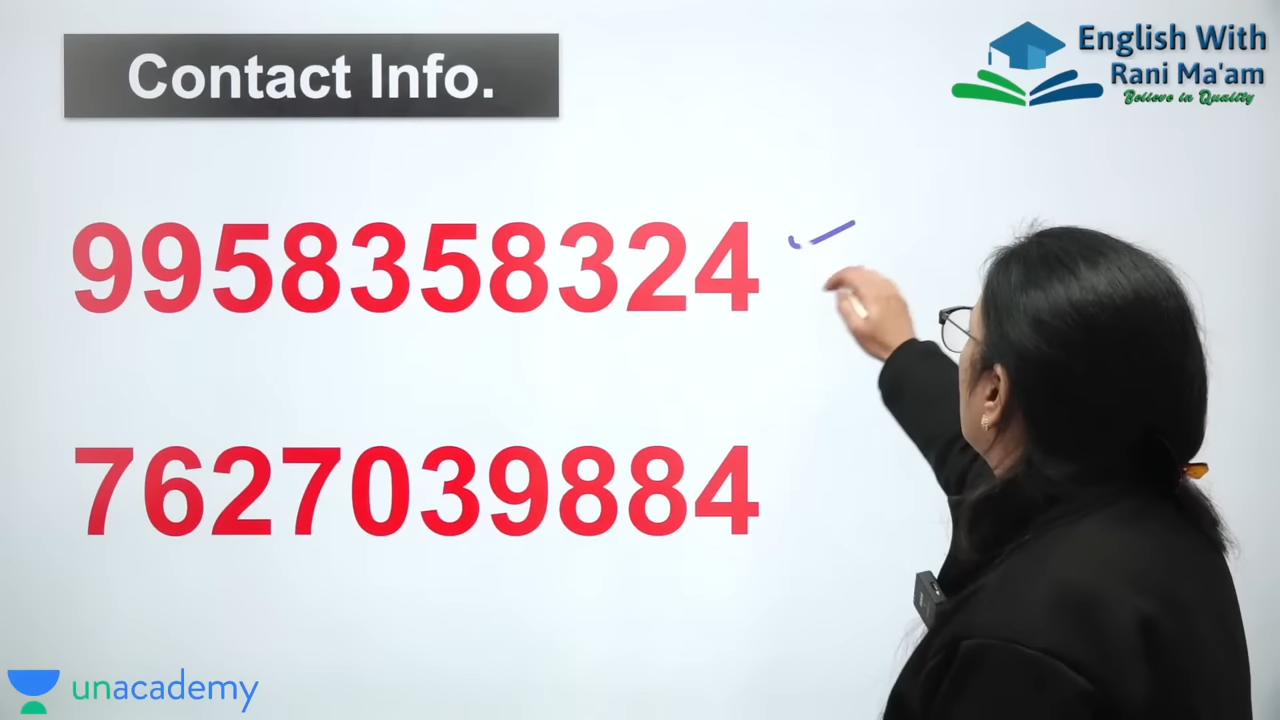 Contact Info.
English With
Rani Ma'am
Believe in Quality
9958358324
7627039884
unacademy